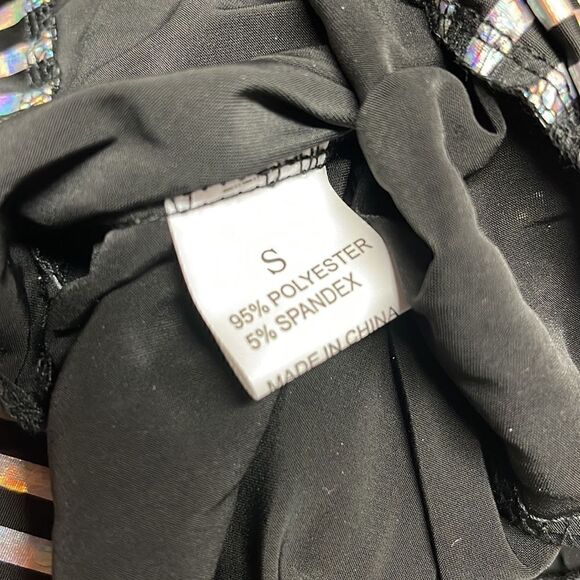 S
95% POLYESTER
5% SPANDEX
MADE IN CHINA